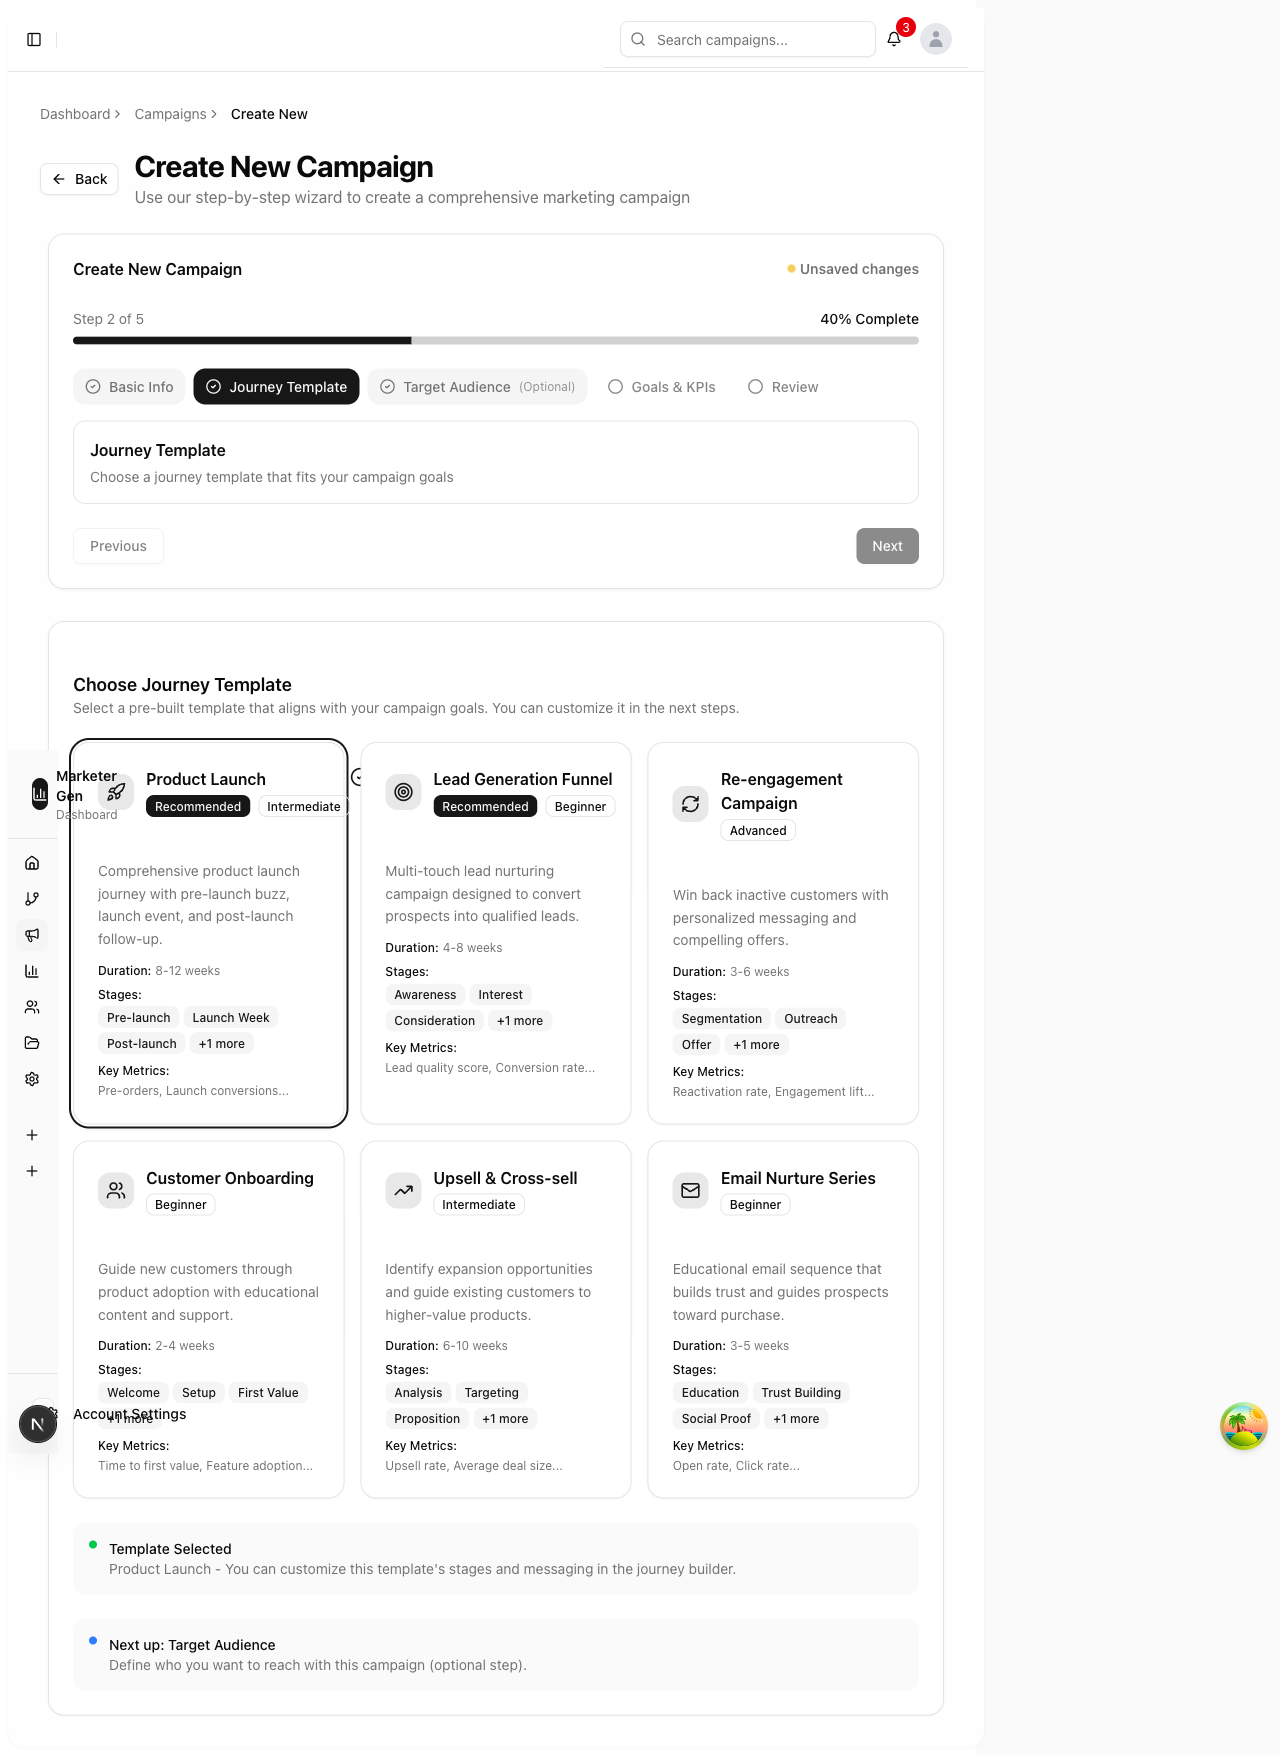 Search campaigns...
3
Dashboard
Campaigns
Create New
Back
Create New Campaign
Use our step-by-step wizard to create a comprehensive marketing campaign
Create New Campaign
Unsaved changes
Step 2 of 5
40% Complete
Basic Info
Journey Template
Target Audience (Optional)
Goals & KPIs
Review
Journey Template
Choose a journey template that fits your campaign goals
Previous
Next
Choose Journey Template
Select a pre-built template that aligns with your campaign goals. You can customize it in the next steps.
Marketer
Gen
Dashboard
Product Launch
Recommended
Intermediate
Comprehensive product launch
journey with pre-launch buzz,
launch event, and post-launch
follow-up.
Duration: 8-12 weeks
Stages:
Pre-launch
Launch Week
Post-launch
+1 more
Key Metrics:
Pre-orders, Launch conversions...
Lead Generation Funnel
Recommended
Beginner
Multi-touch lead nurturing
campaign designed to convert
prospects into qualified leads.
Duration: 4-8 weeks
Stages:
Awareness
Interest
Consideration
+1 more
Key Metrics:
Lead quality score, Conversion rate...
Re-engagement
Campaign
Advanced
Win back inactive customers with
personalized messaging and
compelling offers.
Duration: 3-6 weeks
Stages:
Segmentation
Outreach
Offer
+1 more
Key Metrics:
Reactivation rate, Engagement lift...
Customer Onboarding
Beginner
Guide new customers through
product adoption with educational
content and support.
Duration: 2-4 weeks
Stages:
Welcome
Setup
First Value
+1 more
Key Metrics:
Time to first value, Feature adoption...
Upsell & Cross-sell
Intermediate
Identify expansion opportunities
and guide existing customers to
higher-value products.
Duration: 6-10 weeks
Stages:
Analysis
Targeting
Proposition
+1 more
Key Metrics:
Upsell rate, Average deal size...
Email Nurture Series
Beginner
Educational email sequence that
builds trust and guides prospects
toward purchase.
Duration: 3-5 weeks
Stages:
Education
Trust Building
Social Proof
+1 more
Key Metrics:
Open rate, Click rate...
Account Settings
N
Template Selected
Product Launch - You can customize this template's stages and messaging in the journey builder.
Next up: Target Audience
Define who you want to reach with this campaign (optional step).